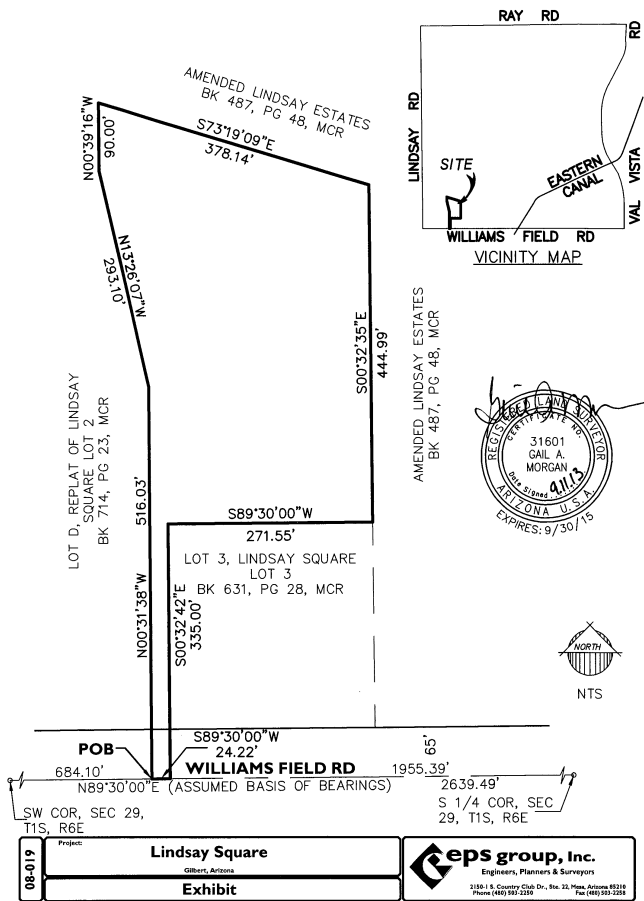 RAY RD
LINDSAY RD
VAL VISTA RD
SITE
EASTERN
CANAL
WILLIAMS FIELD RD
VICINITY MAP
AMENDED LINDSAY ESTATES
BK 487, PG 48, MCR
S73°19'09"E
378.14'
N00°39'16"W
90.00'
N13°26'07"W
293.10'
S00°32'35"E
444.99'
AMENDED LINDSAY ESTATES
BK 487, PG 48, MCR
LOT D, REPLAT OF LINDSAY
SQUARE LOT 2
BK 714, PG 23, MCR
516.03'
N00°31'38"W
S89°30'00"W
271.55'
LOT 3, LINDSAY SQUARE
LOT 3
BK 631, PG 28, MCR
S00°32'42"E
335.00'
REGISTERED LAND SURVEYOR
CERTIFICATE NO.
31601
GAIL A.
MORGAN
Date Signed 9.11.13
ARIZONA U.S.A.
EXPIRES: 9/30/15
NORTH
NTS
S89°30'00"W
24.22'
65'
POB
WILLIAMS FIELD RD
684.10'
1955.39'
N89°30'00"E (ASSUMED BASIS OF BEARINGS)
2639.49'
SW COR, SEC 29,
T1S, R6E
S 1/4 COR, SEC
29, T1S, R6E
08-019
Project:
Lindsay Square
Gilbert, Arizona
Exhibit
eps group, Inc.
Engineers, Planners & Surveyors
2150-1 S. Country Club Dr., Ste. 22, Mesa, Arizona 85210
Phone (480) 503-2250 Fax (480) 503-2258